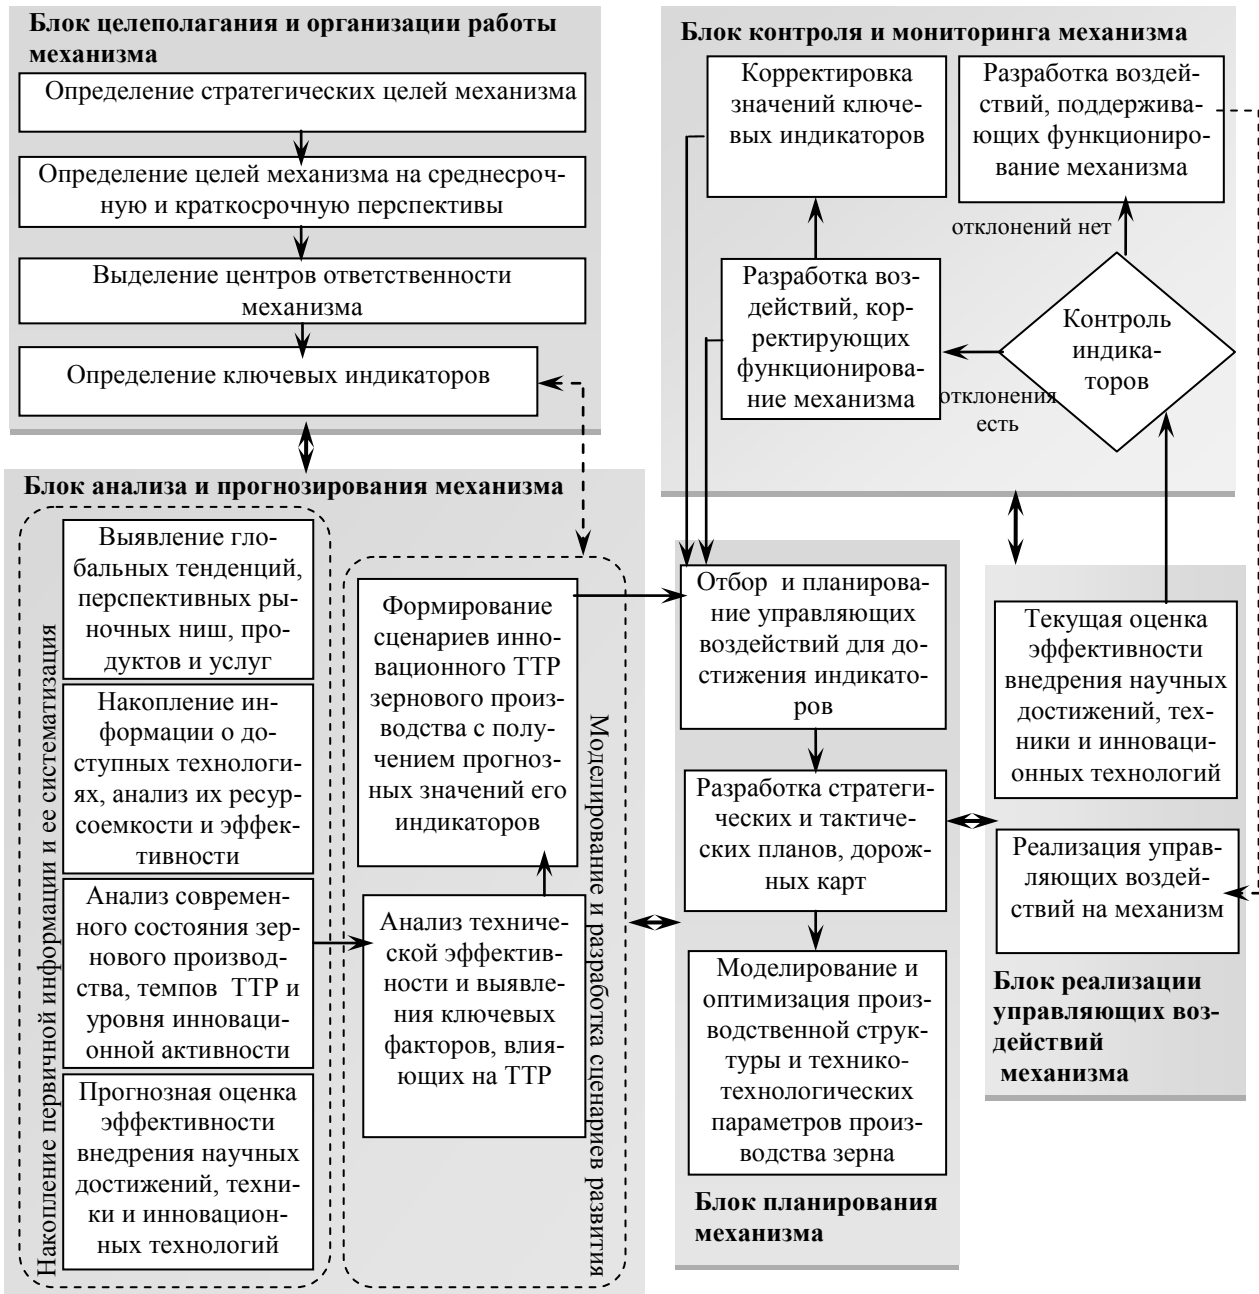 Блок целеполагания и организации работы
механизма
Определение стратегических целей механизма
Определение целей механизма на среднесроч-
ную и краткосрочную перспективы
Выделение центров ответственности
механизма
Определение ключевых индикаторов
Блок контроля и мониторинга механизма
Корректировка
значений ключе-
вых индикаторов
Разработка воздей-
ствий, поддержива-
ющих функциониро-
вание механизма
отклонений нет
Разработка воз-
действий, кор-
ректирующих
функционирова-
ние механизма
отклонения
есть
Контроль
индика-
торов
Блок анализа и прогнозирования механизма
Накопление первичной информации и ее систематизация
Выявление гло-
бальных тенденций,
перспективных ры-
ночных ниш, про-
дуктов и услуг
Накопление ин-
формации о до-
ступных технологи-
ях, анализ их ресур-
соемкости и эффек-
тивности
Анализ современ-
ного состояния зер-
нового производ-
ства, темпов  ТТР и
уровня инноваци-
онной активности
Прогнозная оценка
эффективности
внедрения научных
достижений, техни-
ки и инновацион-
ных технологий
Формирование
сценариев инно-
вационного ТТР
зернового произ-
водства с полу-
чением прогноз-
ных значений его
индикаторов
Анализ техниче-
ской эффектив-
ности и выявле-
ния ключевых
факторов, влия-
ющих на ТТР
Моделирование и разработка сценариев развития
Отбор  и планирова-
ние управляющих
воздействий для до-
стижения индикато-
ров
Разработка стратеги-
ческих и тактиче-
ских планов, дорож-
ных карт
Моделирование и
оптимизация произ-
водственной струк-
туры и технико-
технологических
параметров произ-
водства зерна
Блок планирования
механизма
Текущая оценка
эффективности
внедрения научных
достижений, тех-
ники и инноваци-
онных технологий
Реализация управ-
ляющих воздей-
ствий на механизм
Блок реализации
управляющих воз-
действий
механизма